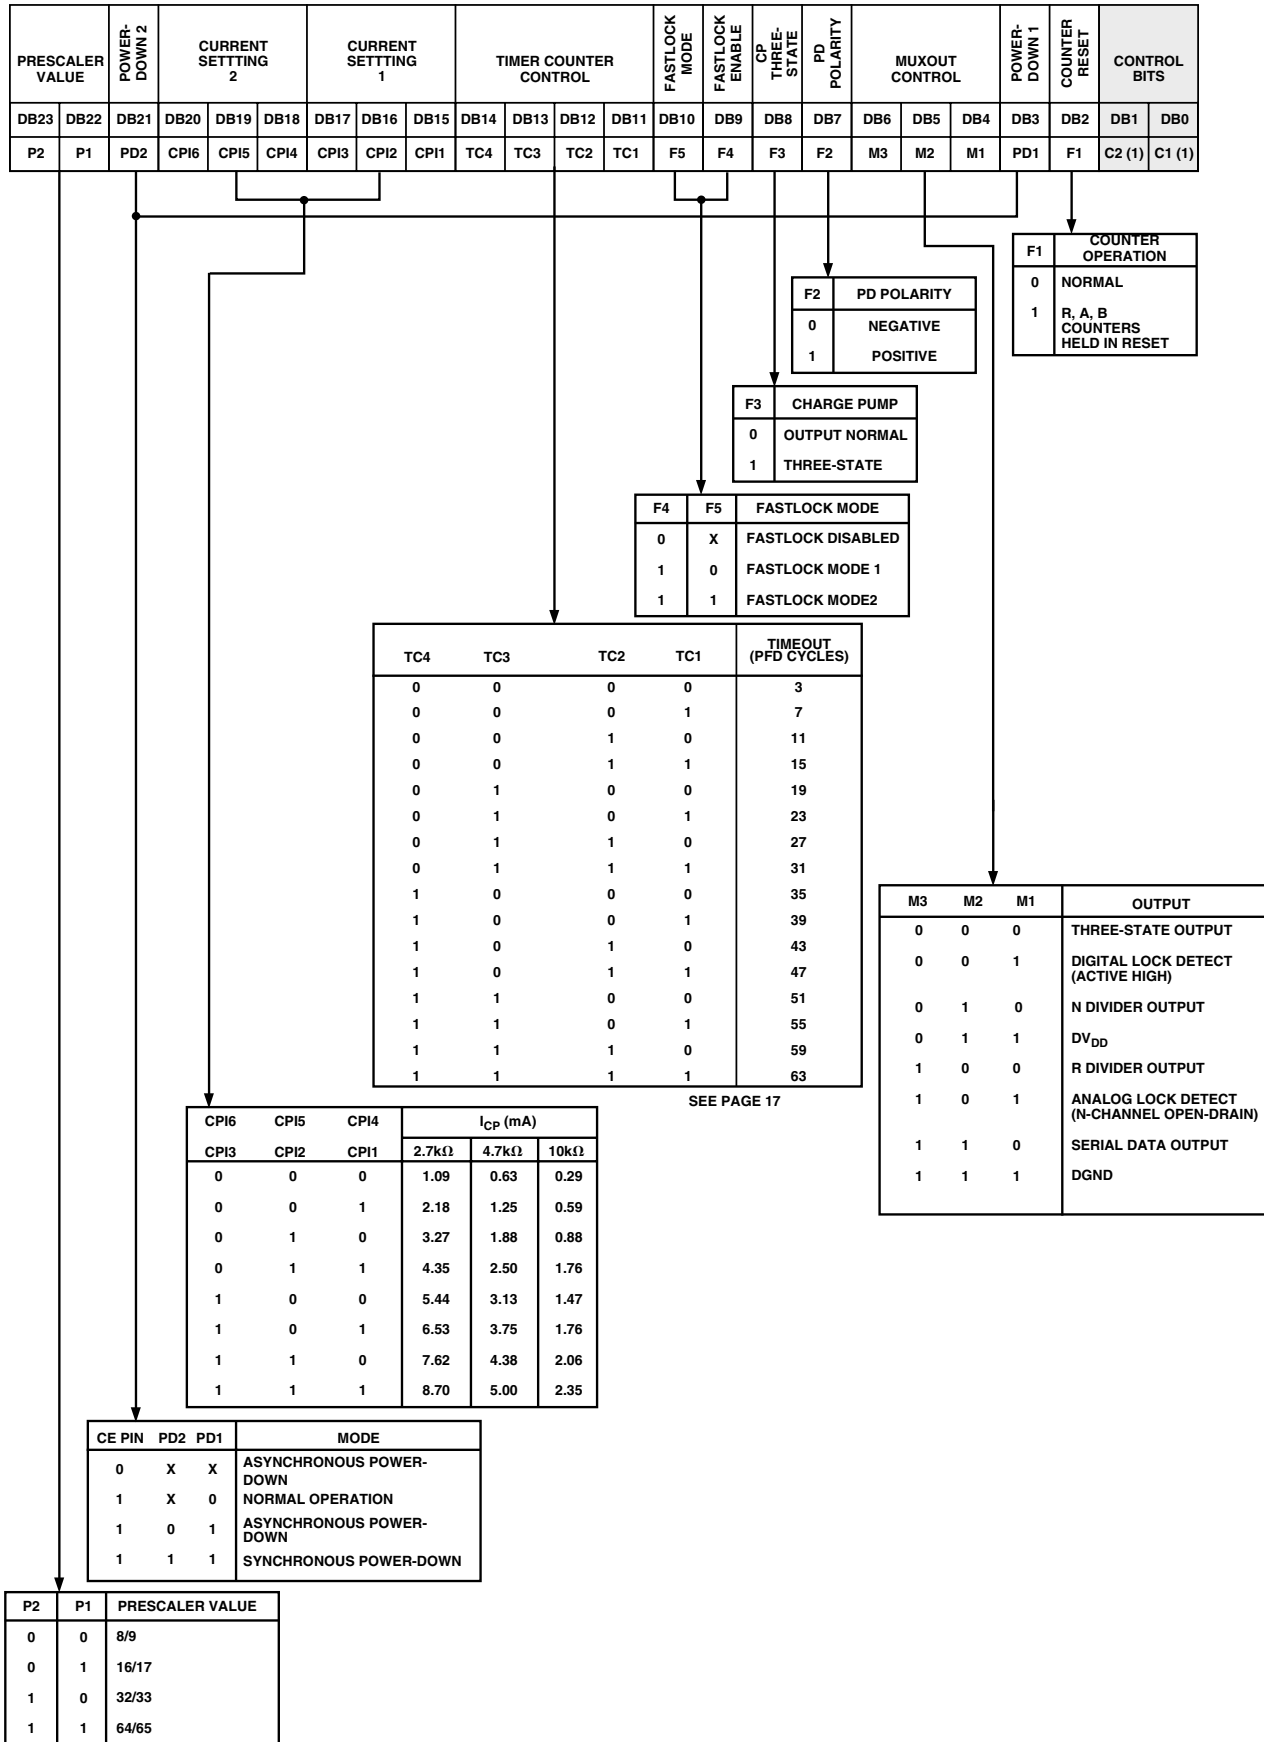 PRESCALER VALUE POWER-DOWN 2 CURRENT SETTTING 2 CURRENT SETTTING 1 TIMER COUNTER CONTROL FASTLOCK MODE FASTLOCK ENABLE CP THREE-STATE PD POLARITY MUXOUT CONTROL POWER-DOWN 1 COUNTER RESET CONTROL BITS
DB23 DB22 DB21 DB20 DB19 DB18 DB17 DB16 DB15 DB14 DB13 DB12 DB11 DB10 DB9 DB8 DB7 DB6 DB5 DB4 DB3 DB2 DB1 DB0
P2 P1 PD2 CPI6 CPI5 CPI4 CPI3 CPI2 CPI1 TC4 TC3 TC2 TC1 F5 F4 F3 F2 M3 M2 M1 PD1 F1 C2 (1) C1 (1)
F1 COUNTER OPERATION
0 NORMAL
1 R, A, B
COUNTERS
HELD IN RESET
F2 PD POLARITY
0 NEGATIVE
1 POSITIVE
F3 CHARGE PUMP
0 OUTPUT NORMAL
1 THREE-STATE
F4 F5 FASTLOCK MODE
0 X FASTLOCK DISABLED
1 0 FASTLOCK MODE 1
1 1 FASTLOCK MODE2
TC4 TC3 TC2 TC1 TIMEOUT (PFD CYCLES)
0 0 0 0 3
0 0 0 1 7
0 0 1 0 11
0 0 1 1 15
0 1 0 0 19
0 1 0 1 23
0 1 1 0 27
0 1 1 1 31
1 0 0 0 35
1 0 0 1 39
1 0 1 0 43
1 0 1 1 47
1 1 0 0 51
1 1 0 1 55
1 1 1 0 59
1 1 1 1 63
SEE PAGE 17
M3 M2 M1 OUTPUT
0 0 0 THREE-STATE OUTPUT
0 0 1 DIGITAL LOCK DETECT
(ACTIVE HIGH)
0 1 0 N DIVIDER OUTPUT
0 1 1 DVDD
1 0 0 R DIVIDER OUTPUT
1 0 1 ANALOG LOCK DETECT
(N-CHANNEL OPEN-DRAIN)
1 1 0 SERIAL DATA OUTPUT
1 1 1 DGND
CPI6 CPI5 CPI4 ICP (mA)
CPI3 CPI2 CPI1 2.7kΩ 4.7kΩ 10kΩ
0 0 0 1.09 0.63 0.29
0 0 1 2.18 1.25 0.59
0 1 0 3.27 1.88 0.88
0 1 1 4.35 2.50 1.76
1 0 0 5.44 3.13 1.47
1 0 1 6.53 3.75 1.76
1 1 0 7.62 4.38 2.06
1 1 1 8.70 5.00 2.35
CE PIN PD2 PD1 MODE
0 X X ASYNCHRONOUS POWER-
DOWN
1 X 0 NORMAL OPERATION
1 0 1 ASYNCHRONOUS POWER-
DOWN
1 1 1 SYNCHRONOUS POWER-DOWN
P2 P1 PRESCALER VALUE
0 0 8/9
0 1 16/17
1 0 32/33
1 1 64/65